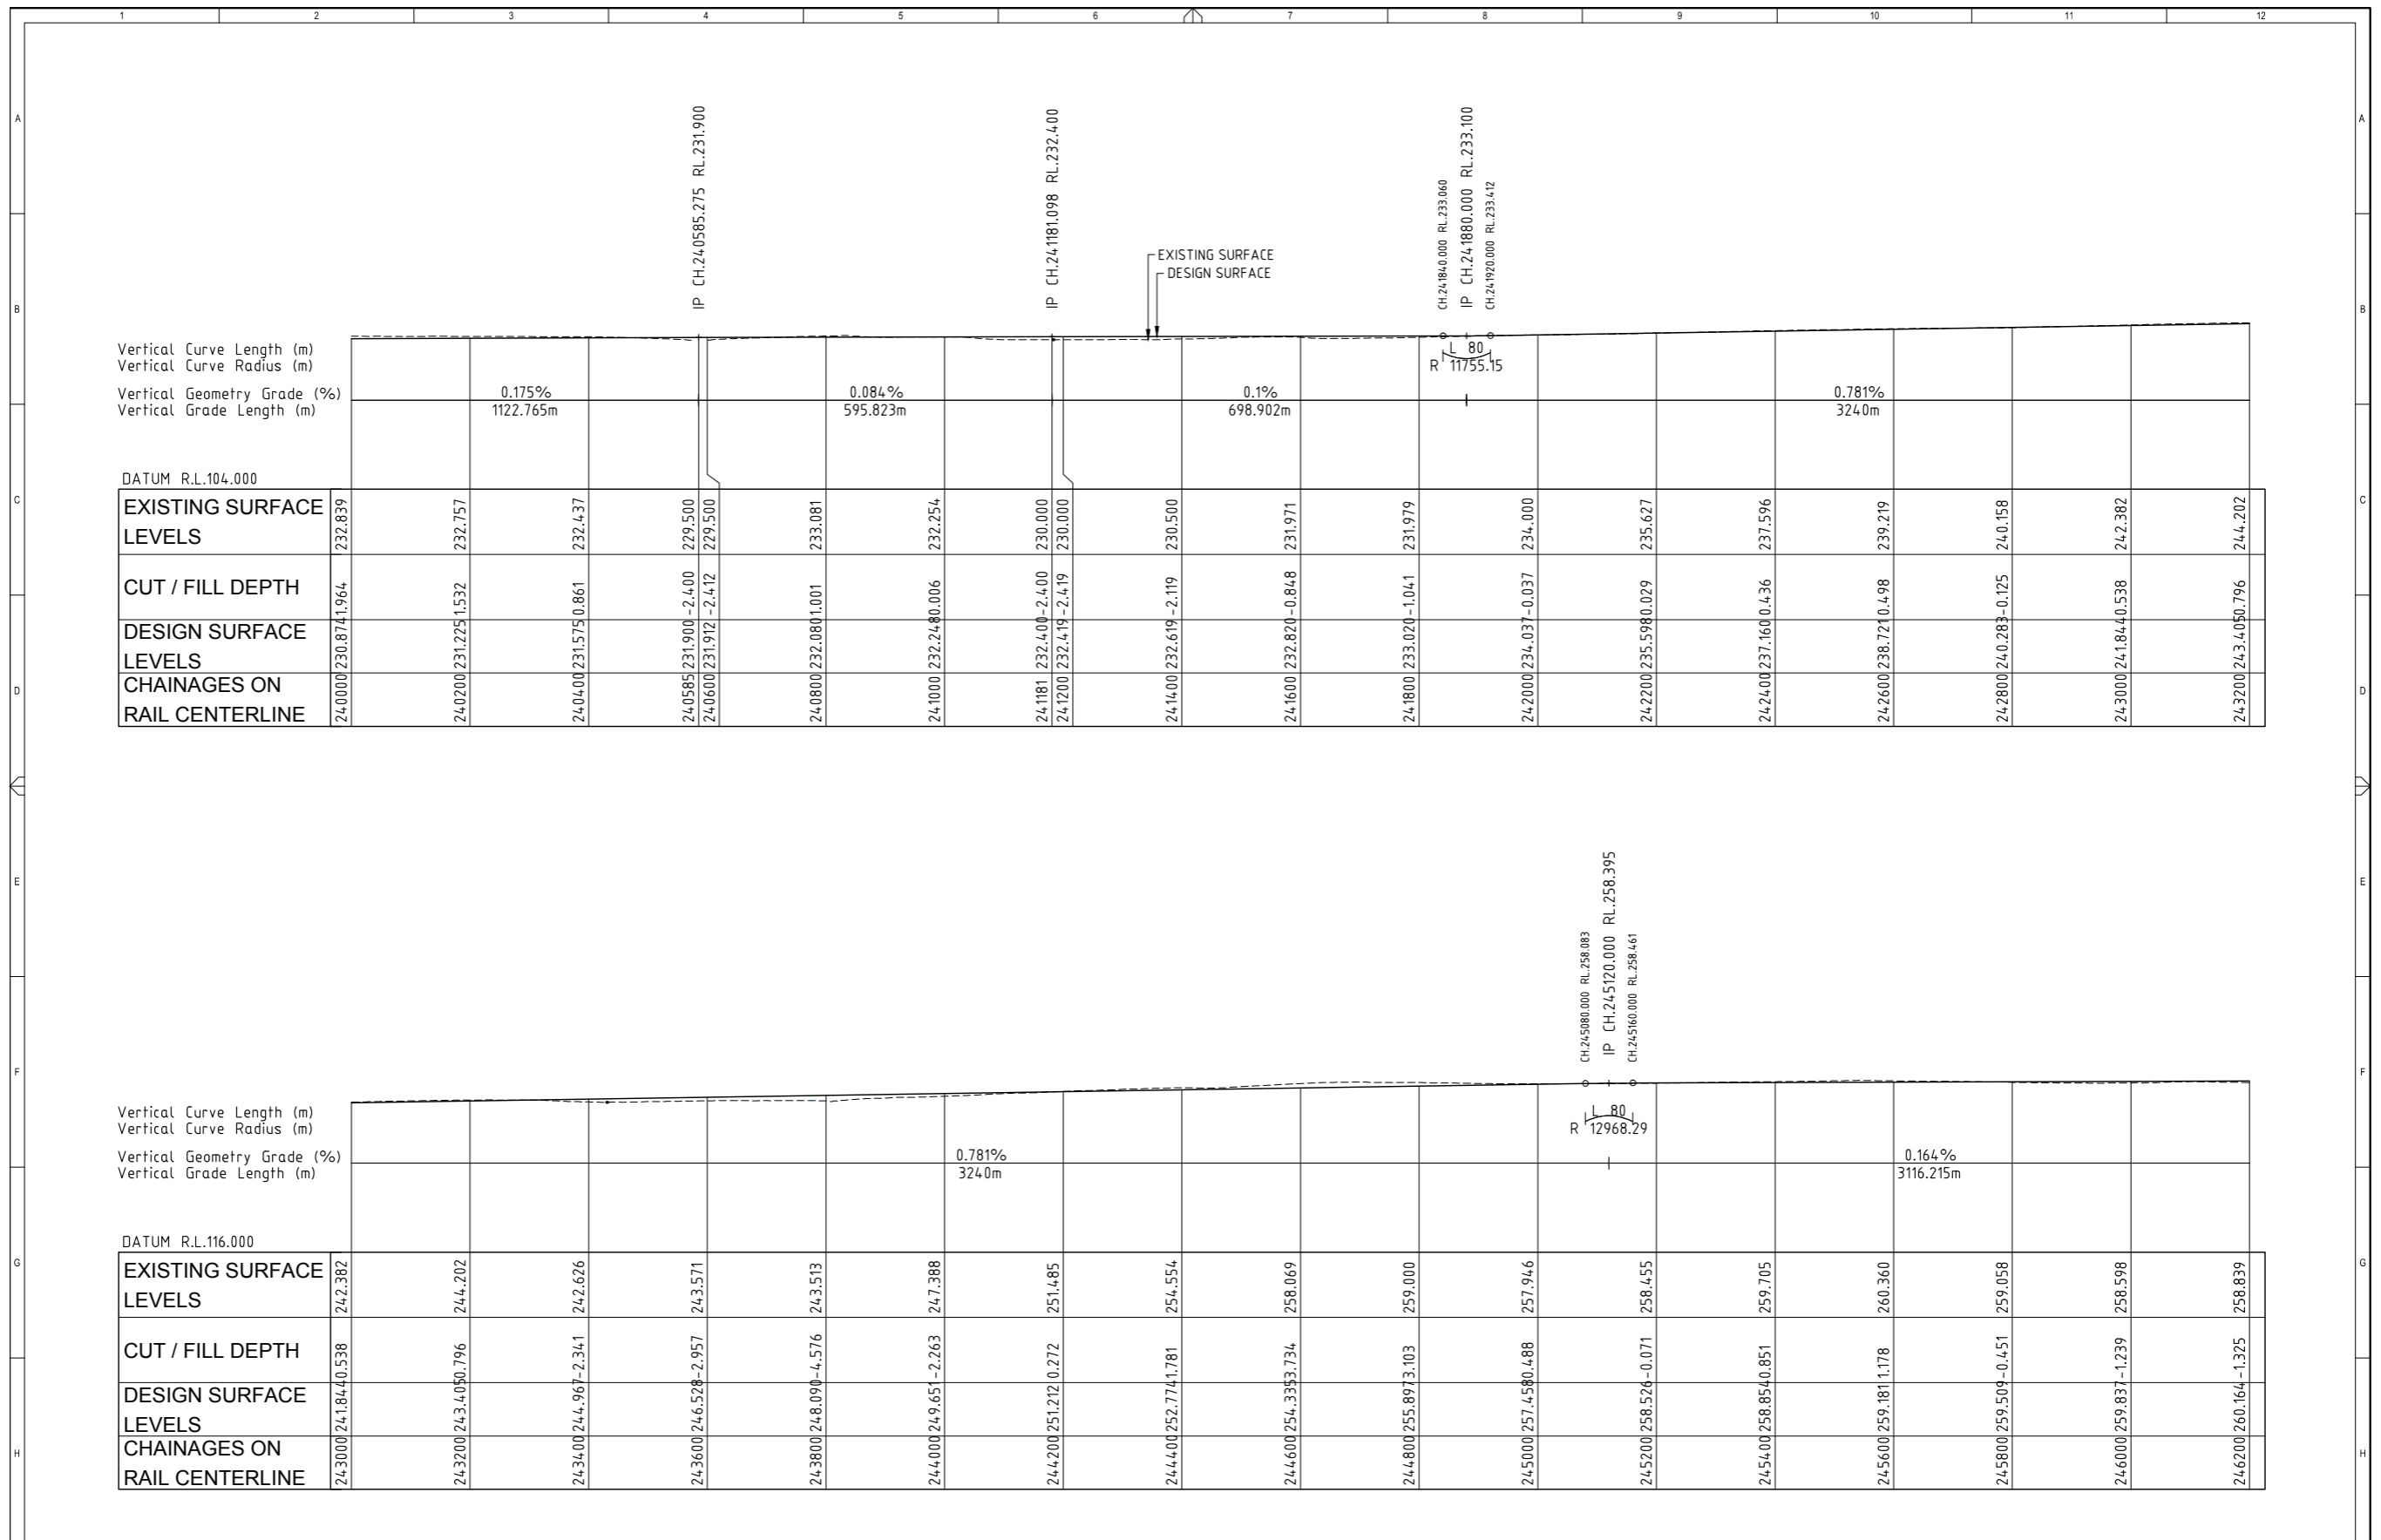 1 2 3 4 5 6 7 8 9 10 11 12
A A
IP CH.240585.275 RL.231.900
IP CH.241181.098 RL.232.400
CH.241840.000 RL.233.060
IP CH.241880.000 RL.233.100
CH.241920.000 RL.233.412
EXISTING SURFACE
DESIGN SURFACE
B B
Vertical Curve Length (m) L 80
Vertical Curve Radius (m) R 11755.15
Vertical Geometry Grade (%) 0.175% 0.084% 0.1% 0.781%
Vertical Grade Length (m) 1122.765m 595.823m 698.902m 3240m
DATUM R.L.104.000
C C
EXISTING SURFACE
LEVELS
232.839 232.757 232.437 229.500 229.500 233.081 232.254 230.000 230.000 230.500 231.971 231.979 234.000 235.627 237.596 239.219 240.158 242.382 244.202
CUT / FILL DEPTH
1.964 1.532 0.861 -2.400 -2.412 1.001 0.006 -2.400 -2.419 -2.119 -0.848 -1.041 -0.037 0.029 0.436 0.498 -0.125 0.538 0.796
DESIGN SURFACE
LEVELS
230.874 231.225 231.575 231.900 231.912 232.080 232.248 232.400 232.419 232.619 232.820 233.020 234.037 235.598 237.160 238.721 240.283 241.844 243.405
D D
CHAINAGES ON
RAIL CENTERLINE
240000 240200 240400 240585 240600 240800 241000 241181 241200 241400 241600 241800 242000 242200 242400 242600 242800 243000 243200
E E
CH.245080.000 RL.258.083
IP CH.245120.000 RL.258.395
CH.245160.000 RL.258.461
F F
Vertical Curve Length (m) L 80
Vertical Curve Radius (m) R 12968.29
Vertical Geometry Grade (%) 0.781% 0.164%
Vertical Grade Length (m) 3240m 3116.215m
DATUM R.L.116.000
G G
EXISTING SURFACE
LEVELS
242.382 244.202 242.626 243.571 243.513 247.388 251.485 254.554 258.069 259.000 257.946 258.455 259.705 260.360 259.058 258.598 258.839
CUT / FILL DEPTH
0.538 0.796 -2.341 -2.957 -4.576 -2.263 0.272 1.781 3.734 3.103 0.488 -0.071 0.851 1.178 -0.451 -1.239 -1.325
DESIGN SURFACE
LEVELS
241.844 243.405 244.967 246.528 248.090 249.651 251.212 252.774 254.335 255.897 257.458 258.526 258.854 259.181 259.509 259.837 260.164
H H
CHAINAGES ON
RAIL CENTERLINE
243000 243200 243400 243600 243800 244000 244200 244400 244600 244800 245000 245200 245400 245600 245800 246000 246200